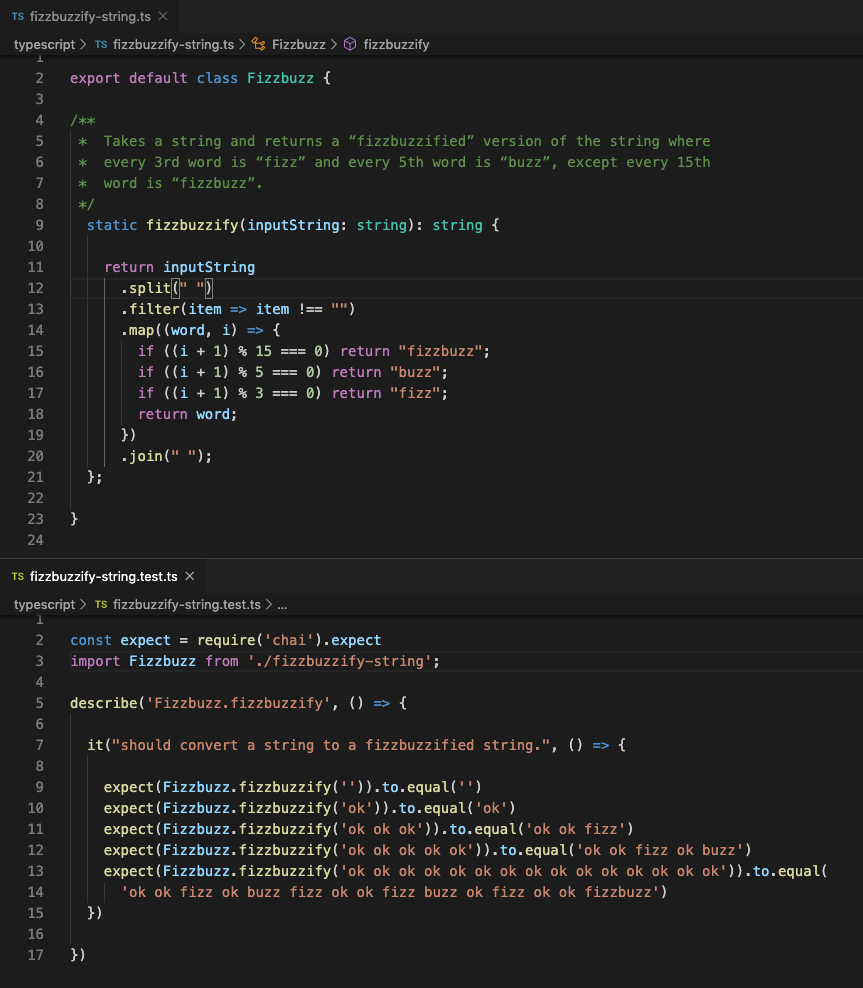 TS fizzbuzzify-string.ts ×
typescript > TS fizzbuzzify-string.ts > Fizzbuzz > fizzbuzzify
1
2 export default class Fizzbuzz {
3
4 /**
5 *  Takes a string and returns a “fizzbuzzified” version of the string where
6 *  every 3rd word is “fizz” and every 5th word is “buzz”, except every 15th
7 *  word is “fizzbuzz”.
8 */
9 static fizzbuzzify(inputString: string): string {
10
11 return inputString
12 .split(" ")
13 .filter(item => item !== "")
14 .map((word, i) => {
15 if ((i + 1) % 15 === 0) return "fizzbuzz";
16 if ((i + 1) % 5 === 0) return "buzz";
17 if ((i + 1) % 3 === 0) return "fizz";
18 return word;
19 })
20 .join(" ");
21 };
22
23 }
24
TS fizzbuzzify-string.test.ts ×
typescript > TS fizzbuzzify-string.test.ts > ...
1
2 const expect = require('chai').expect
3 import Fizzbuzz from './fizzbuzzify-string';
4
5 describe('Fizzbuzz.fizzbuzzify', () => {
6
7 it("should convert a string to a fizzbuzzified string.", () => {
8
9 expect(Fizzbuzz.fizzbuzzify('')).to.equal('')
10 expect(Fizzbuzz.fizzbuzzify('ok')).to.equal('ok')
11 expect(Fizzbuzz.fizzbuzzify('ok ok ok')).to.equal('ok ok fizz')
12 expect(Fizzbuzz.fizzbuzzify('ok ok ok ok ok')).to.equal('ok ok fizz ok buzz')
13 expect(Fizzbuzz.fizzbuzzify('ok ok ok ok ok ok ok ok ok ok ok ok ok ok ok')).to.equal(
14 'ok ok fizz ok buzz fizz ok ok fizz buzz ok fizz ok ok fizzbuzz')
15 })
16
17 })